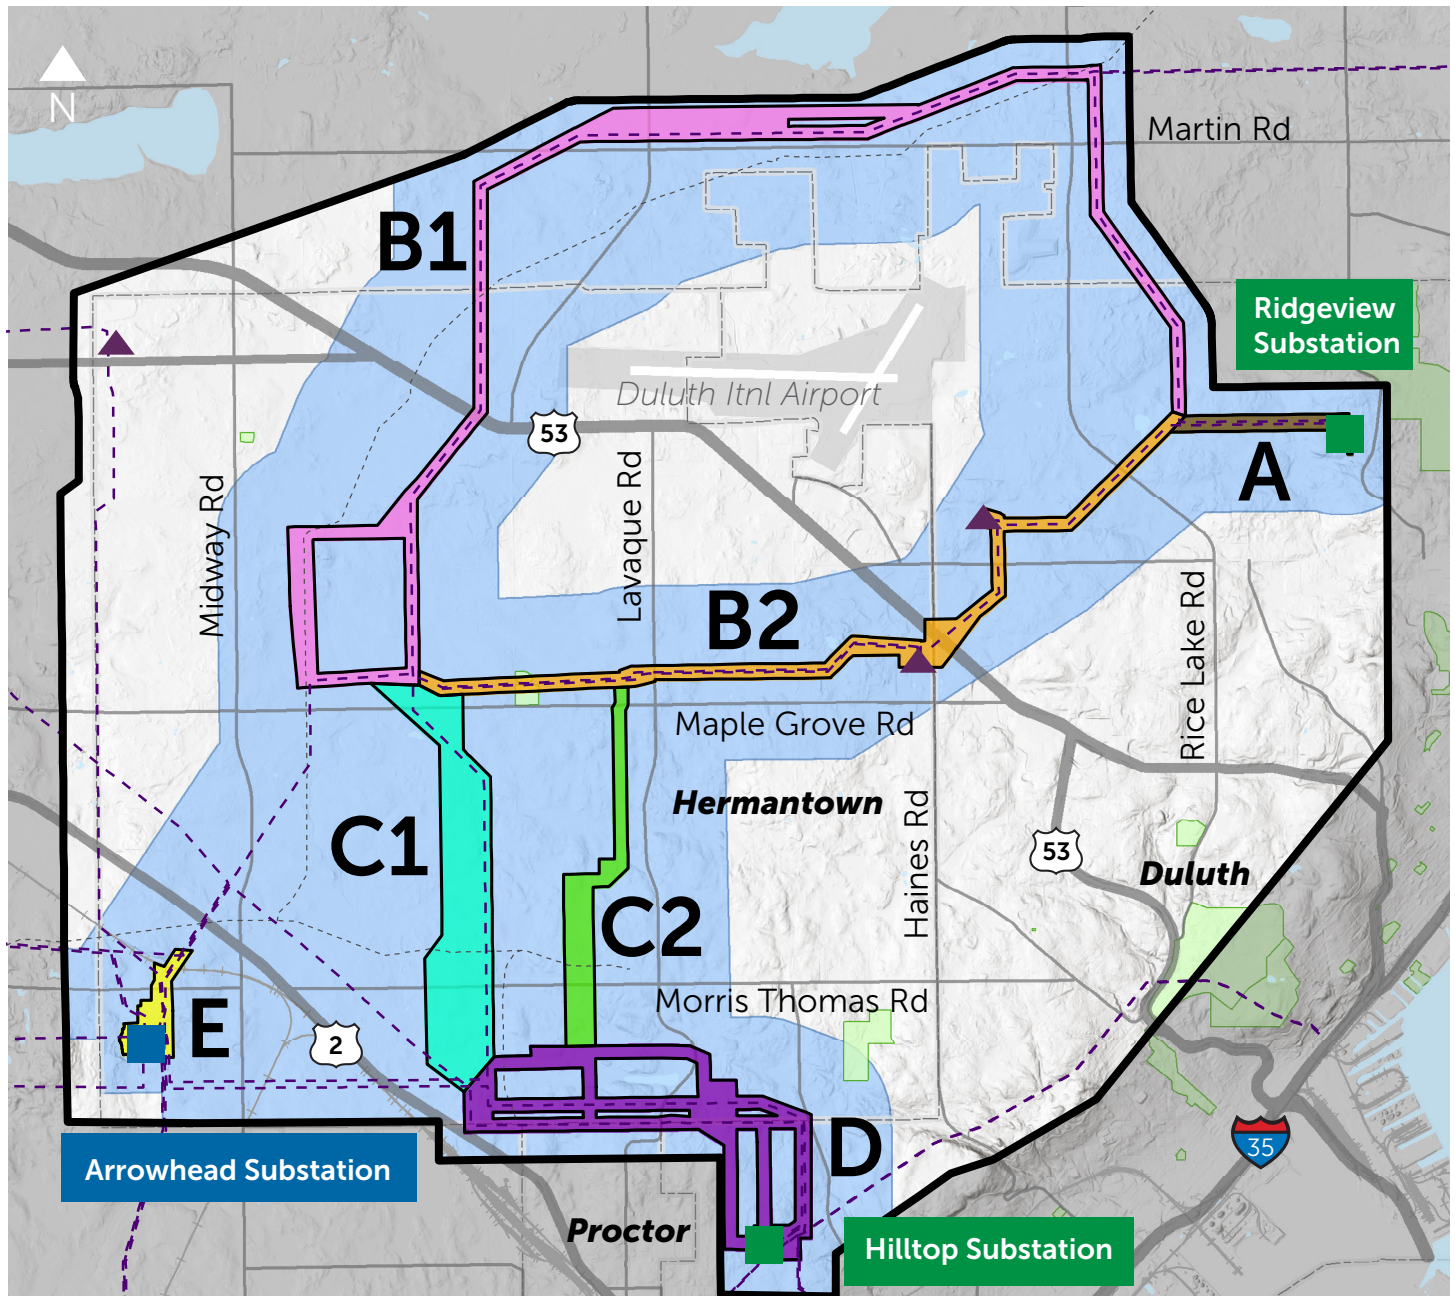 N
Martin Rd
B1
Ridgeview
Substation
Duluth Itnl Airport
53
A
Midway Rd
Lavaque Rd
B2
Rice Lake Rd
Maple Grove Rd
Hermantown
Haines Rd
C1
53
Duluth
C2
Morris Thomas Rd
E
2
35
D
Arrowhead Substation
Proctor
Hilltop Substation